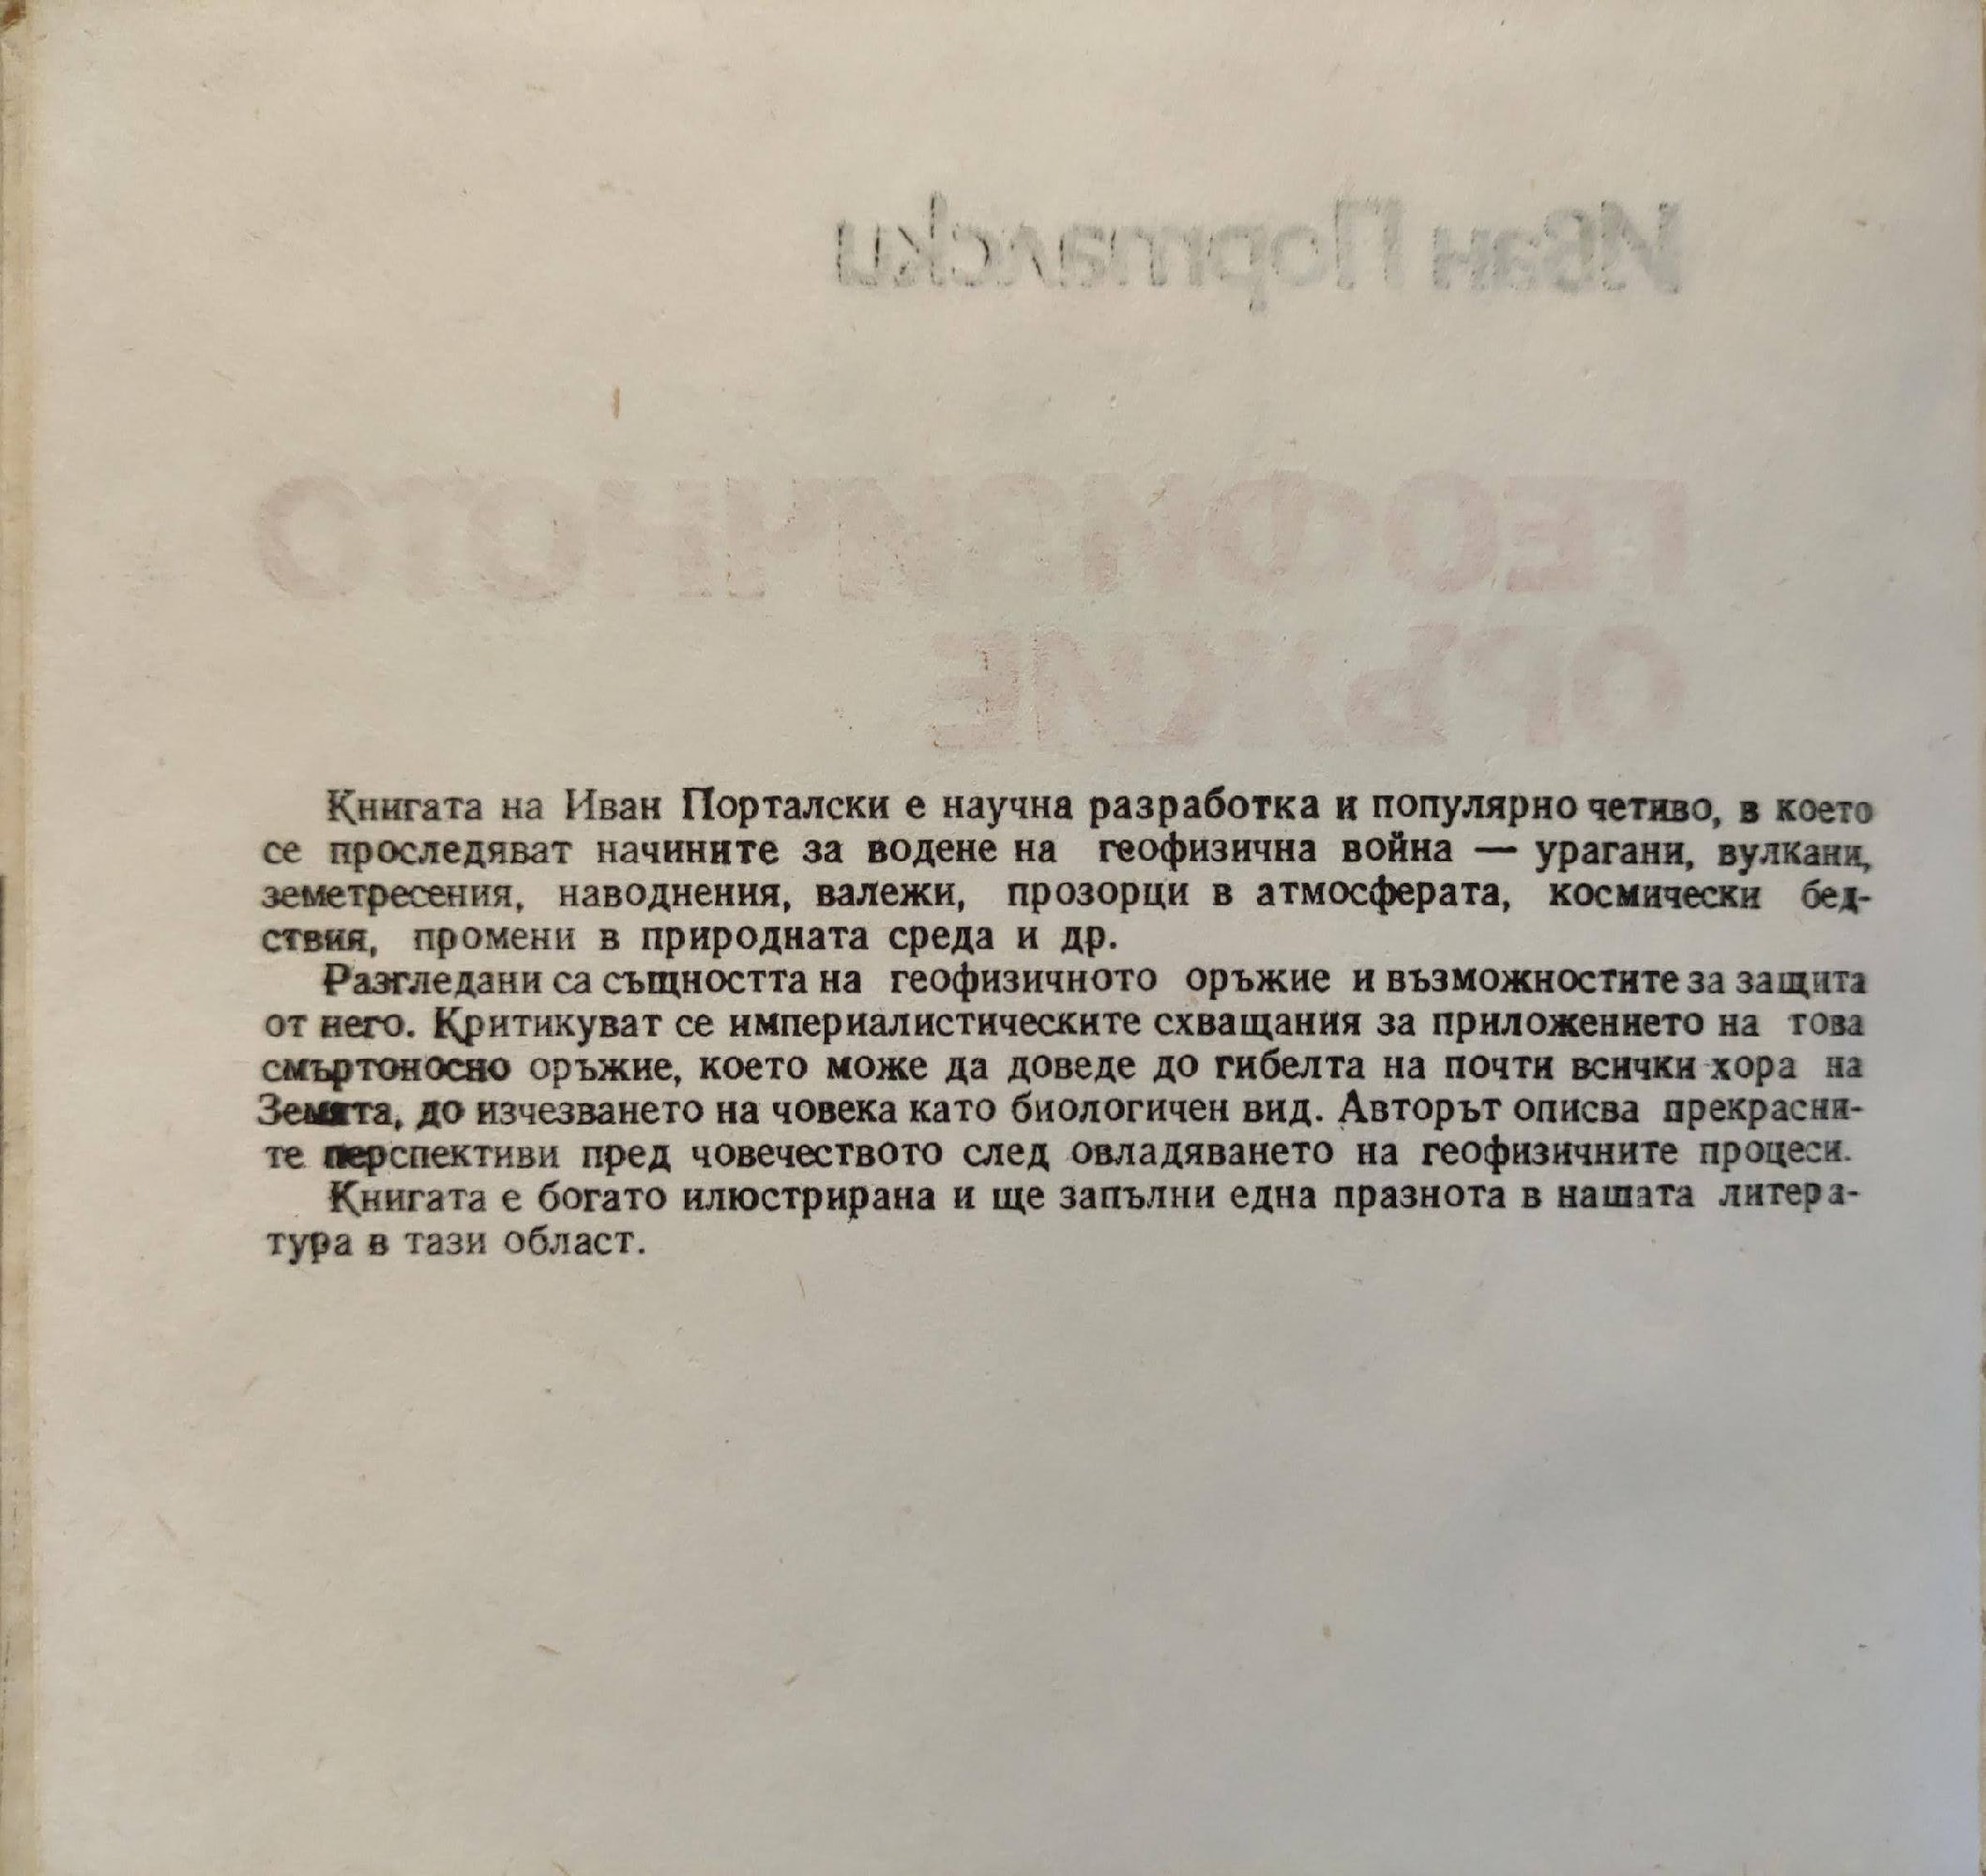 Иван Порталски
ГЕОФИЗИЧНОТО
ОРЪЖИЕ
Книгата на Иван Порталски е научна разработка и популярно четиво, в което
се проследяват начините за водене на геофизична война — урагани, вулкани,
земетресения, наводнения, валежи, прозорци в атмосферата, космически бед-
ствия, промени в природната среда и др.
Разгледани са същността на геофизичното оръжие и възможностите за защита
от него. Критикуват се империалистическите схващания за приложението на това
смъртоносно оръжие, което може да доведе до гибелта на почти всички хора на
Земята, до изчезването на човека като биологичен вид. Авторът описва прекрасни-
те перспективи пред човечеството след овладяването на геофизичните процеси.
Книгата е богато илюстрирана и ще запълни една празнота в нашата литера-
тура в тази област.